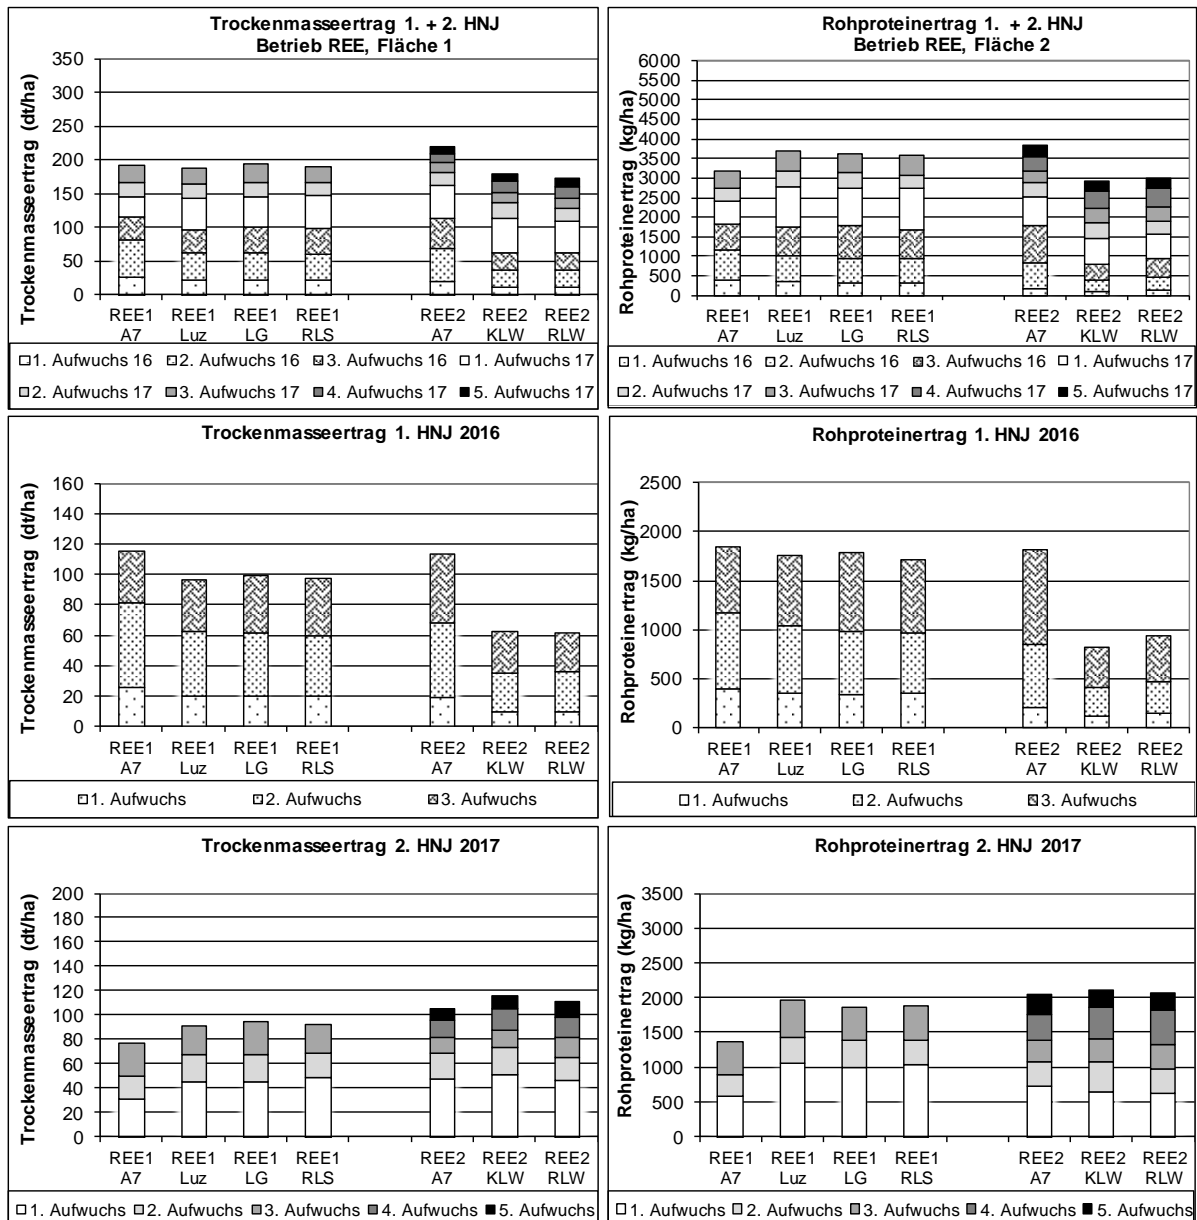 Trockenmasseertrag 1. + 2. HNJ
Betrieb REE, Fläche 1
Trockenmasseertrag (dt/ha)
350
300
250
200
150
100
50
0
REE1 REE1 REE1 REE1 REE2 REE2 REE2
A7 Luz LG RLS A7 KLW RLW
1. Aufwuchs 16 2. Aufwuchs 16 3. Aufwuchs 16 1. Aufwuchs 17
2. Aufwuchs 17 3. Aufwuchs 17 4. Aufwuchs 17 5. Aufwuchs 17
Rohproteinertrag 1. + 2. HNJ
Betrieb REE, Fläche 2
Rohproteinertrag (kg/ha)
6000
5500
5000
4500
4000
3500
3000
2500
2000
1500
1000
500
0
REE1 REE1 REE1 REE1 REE2 REE2 REE2
A7 Luz LG RLS A7 KLW RLW
1. Aufwuchs 16 2. Aufwuchs 16 3. Aufwuchs 16 1. Aufwuchs 17
2. Aufwuchs 17 3. Aufwuchs 17 4. Aufwuchs 17 5. Aufwuchs 17
Trockenmasseertrag 1. HNJ 2016
Trockenmasseertrag (dt/ha)
160
140
120
100
80
60
40
20
0
REE1 REE1 REE1 REE1 REE2 REE2 REE2
A7 Luz LG RLS A7 KLW RLW
1. Aufwuchs 2. Aufwuchs 3. Aufwuchs
Rohproteinertrag 1. HNJ 2016
Rohproteinertrag (kg/ha)
2500
2000
1500
1000
500
0
REE1 REE1 REE1 REE1 REE2 REE2 REE2
A7 Luz LG RLS A7 KLW RLW
1. Aufwuchs 2. Aufwuchs 3. Aufwuchs
Trockenmasseertrag 2. HNJ 2017
Trockenmasseertrag (dt/ha)
200
180
160
140
120
100
80
60
40
20
0
REE1 REE1 REE1 REE1 REE2 REE2 REE2
A7 Luz LG RLS A7 KLW RLW
1. Aufwuchs 2. Aufwuchs 3. Aufwuchs 4. Aufwuchs 5. Aufwuchs
Rohproteinertrag 2. HNJ 2017
Rohproteinertrag (kg/ha)
3500
3000
2500
2000
1500
1000
500
0
REE1 REE1 REE1 REE1 REE2 REE2 REE2
A7 Luz LG RLS A7 KLW RLW
1. Aufwuchs 2. Aufwuchs 3. Aufwuchs 4. Aufwuchs 5. Aufwuchs